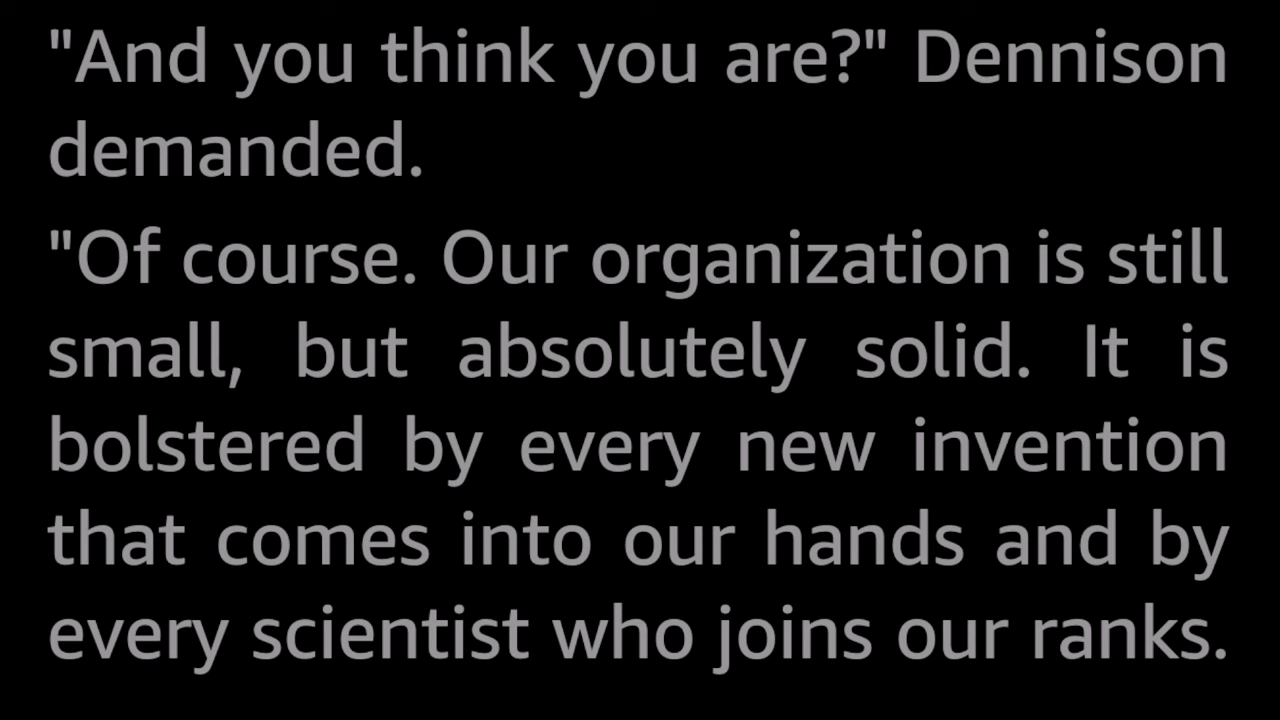 "And you think you are?" Dennison
demanded.
"Of course. Our organization is still
small, but absolutely solid. It is
bolstered by every new invention
that comes into our hands and by
every scientist who joins our ranks.